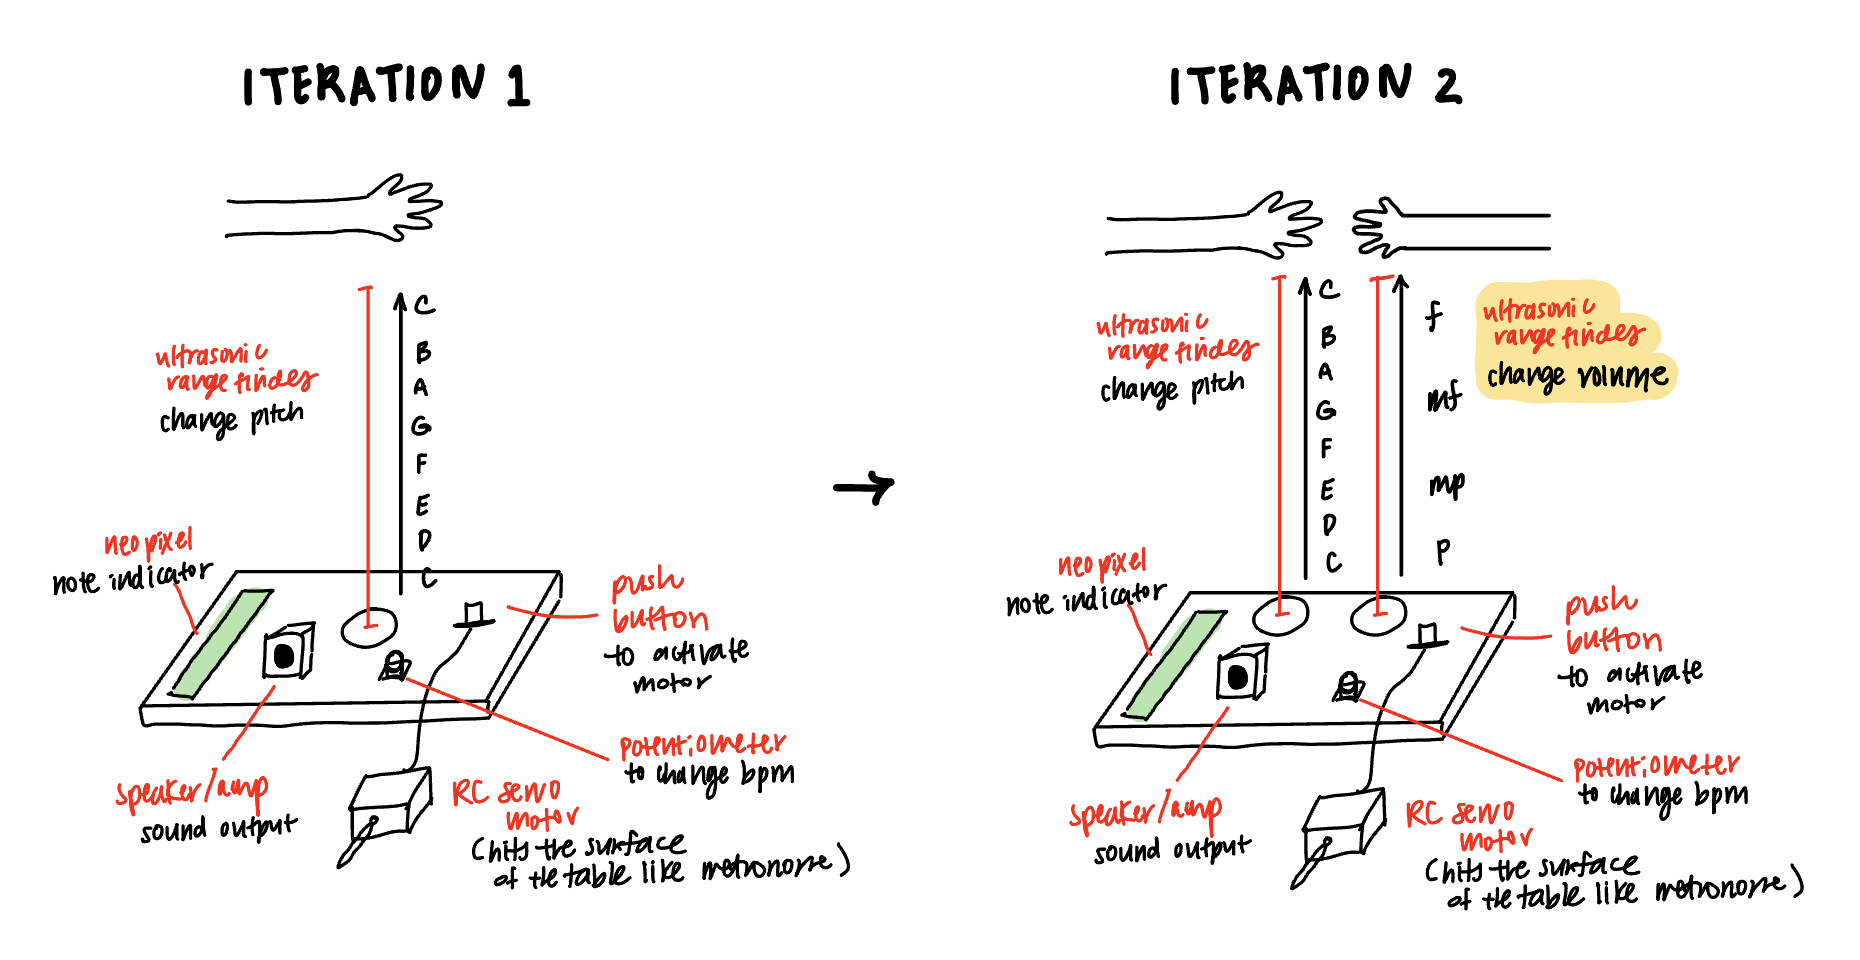 ITERATION 1
ultrasonic
range finder
change pitch
C
B
A
G
F
E
D
C
neopixel
note indicator
push
button
to activate
motor
potentiometer
to change bpm
speaker/amp
sound output
RC servo
motor
(hits the surface
of the table like metronome)
→
ITERATION 2
ultrasonic
range finder
change pitch
C
B
A
G
F
E
D
C
f
mf
mp
p
ultrasonic
range finder
change volume
neopixel
note indicator
push
button
to activate
motor
potentiometer
to change bpm
speaker/amp
sound output
RC servo
motor
(hits the surface
of the table like metronome)